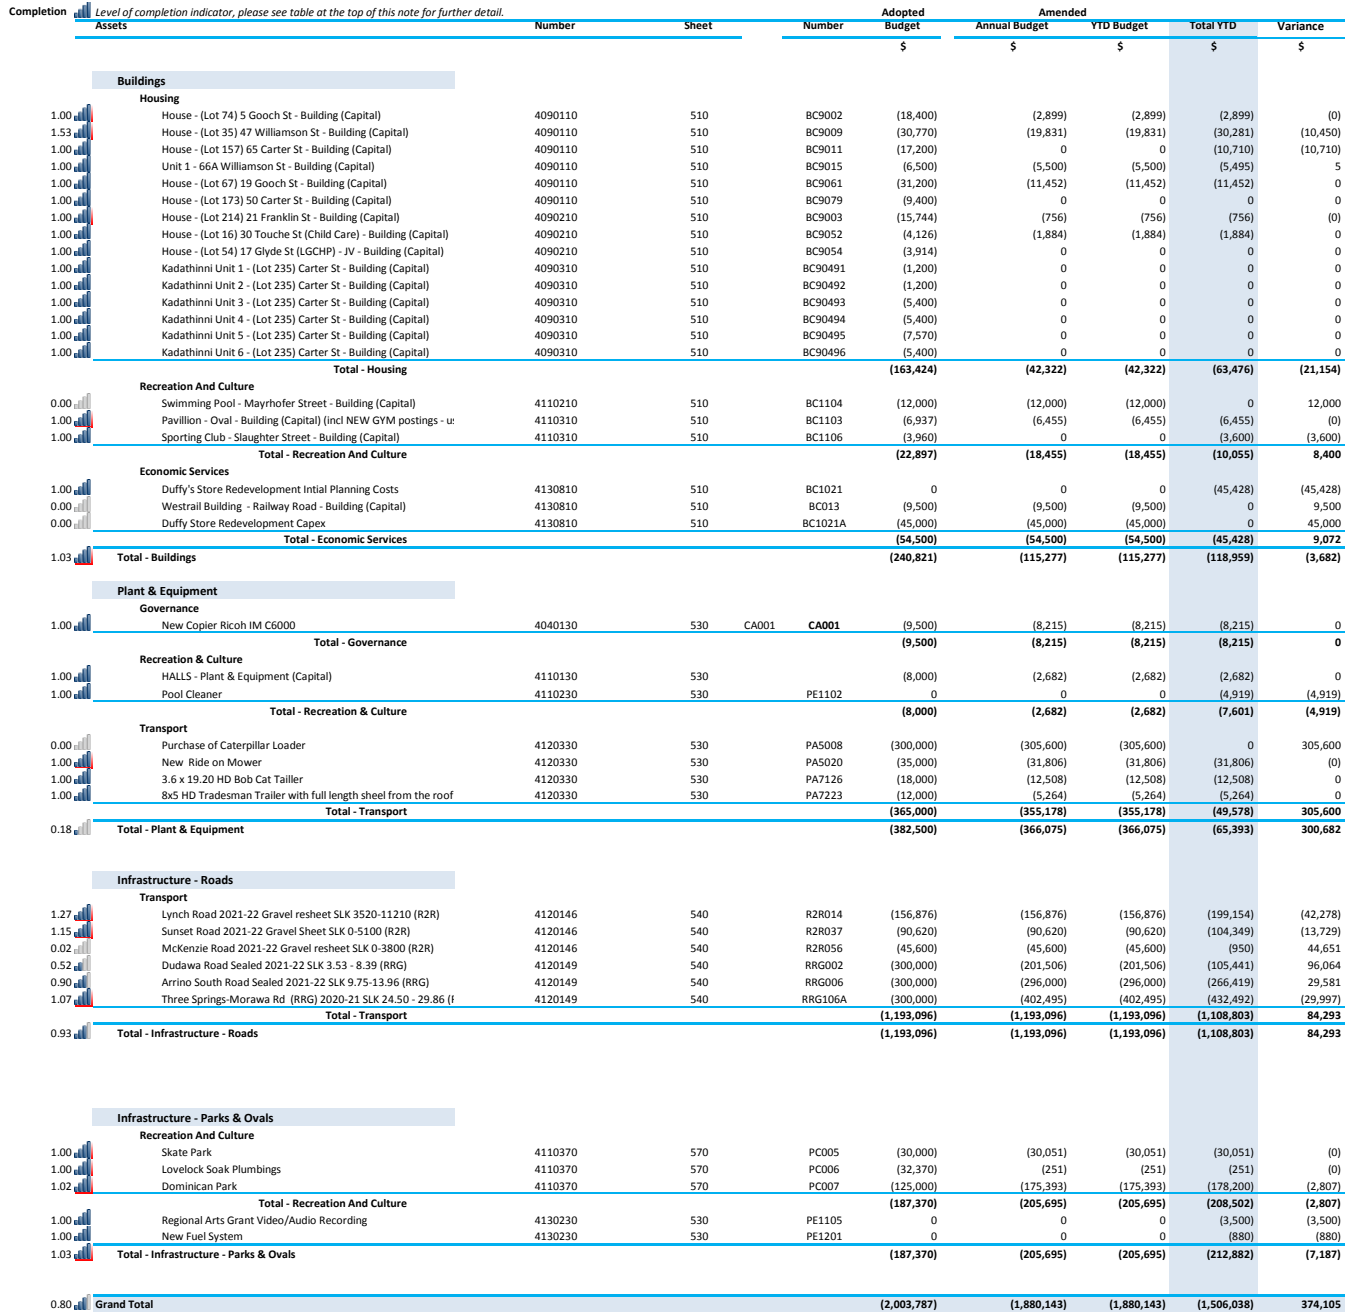 Completion Level of completion indicator, please see table at the top of this note for further detail. Adopted Amended
Assets Number Sheet Number Budget Annual Budget YTD Budget Total YTD Variance
$ $ $ $ $
Buildings
Housing
1.00 House - (Lot 74) 5 Gooch St - Building (Capital) 4090110 510 BC9002 (18,400) (2,899) (2,899) (2,899) (0)
1.53 House - (Lot 35) 47 Williamson St - Building (Capital) 4090110 510 BC9009 (30,770) (19,831) (19,831) (30,281) (10,450)
1.00 House - (Lot 157) 65 Carter St - Building (Capital) 4090110 510 BC9011 (17,200) 0 0 (10,710) (10,710)
1.00 Unit 1 - 66A Williamson St - Building (Capital) 4090110 510 BC9015 (6,500) (5,500) (5,500) (5,495) 5
1.00 House - (Lot 67) 19 Gooch St - Building (Capital) 4090110 510 BC9061 (31,200) (11,452) (11,452) (11,452) 0
1.00 House - (Lot 173) 50 Carter St - Building (Capital) 4090110 510 BC9079 (9,400) 0 0 0 0
1.00 House - (Lot 214) 21 Franklin St - Building (Capital) 4090210 510 BC9003 (15,744) (756) (756) (756) (0)
1.00 House - (Lot 16) 30 Touche St (Child Care) - Building (Capital) 4090210 510 BC9052 (4,126) (1,884) (1,884) (1,884) 0
1.00 House - (Lot 54) 17 Glyde St (LGCHP) - JV - Building (Capital) 4090210 510 BC9054 (3,914) 0 0 0 0
1.00 Kadathinni Unit 1 - (Lot 235) Carter St - Building (Capital) 4090310 510 BC90491 (1,200) 0 0 0 0
1.00 Kadathinni Unit 2 - (Lot 235) Carter St - Building (Capital) 4090310 510 BC90492 (1,200) 0 0 0 0
1.00 Kadathinni Unit 3 - (Lot 235) Carter St - Building (Capital) 4090310 510 BC90493 (5,400) 0 0 0 0
1.00 Kadathinni Unit 4 - (Lot 235) Carter St - Building (Capital) 4090310 510 BC90494 (5,400) 0 0 0 0
1.00 Kadathinni Unit 5 - (Lot 235) Carter St - Building (Capital) 4090310 510 BC90495 (7,570) 0 0 0 0
1.00 Kadathinni Unit 6 - (Lot 235) Carter St - Building (Capital) 4090310 510 BC90496 (5,400) 0 0 0 0
Total - Housing (163,424) (42,322) (42,322) (63,476) (21,154)
Recreation And Culture
0.00 Swimming Pool - Mayrhofer Street - Building (Capital) 4110210 510 BC1104 (12,000) (12,000) (12,000) 0 12,000
1.00 Pavillion - Oval - Building (Capital) (incl NEW GYM postings - us 4110310 510 BC1103 (6,937) (6,455) (6,455) (6,455) (0)
1.00 Sporting Club - Slaughter Street - Building (Capital) 4110310 510 BC1106 (3,960) 0 0 (3,600) (3,600)
Total - Recreation And Culture (22,897) (18,455) (18,455) (10,055) 8,400
Economic Services
1.00 Duffy's Store Redevelopment Intial Planning Costs 4130810 510 BC1021 0 0 0 (45,428) (45,428)
0.00 Westrail Building - Railway Road - Building (Capital) 4130810 510 BC013 (9,500) (9,500) (9,500) 0 9,500
0.00 Duffy Store Redevelopment Capex 4130810 510 BC1021A (45,000) (45,000) (45,000) 0 45,000
Total - Economic Services (54,500) (54,500) (54,500) (45,428) 9,072
1.03 Total - Buildings (240,821) (115,277) (115,277) (118,959) (3,682)
Plant & Equipment
Governance
1.00 New Copier Ricoh IM C6000 4040130 530 CA001 CA001 (9,500) (8,215) (8,215) (8,215) 0
Total - Governance (9,500) (8,215) (8,215) (8,215) 0
Recreation & Culture
1.00 HALLS - Plant & Equipment (Capital) 4110130 530 (8,000) (2,682) (2,682) (2,682) 0
1.00 Pool Cleaner 4110230 530 PE1102 0 0 0 (4,919) (4,919)
Total - Recreation & Culture (8,000) (2,682) (2,682) (7,601) (4,919)
Transport
0.00 Purchase of Caterpillar Loader 4120330 530 PA5008 (300,000) (305,600) (305,600) 0 305,600
1.00 New Ride on Mower 4120330 530 PA5020 (35,000) (31,806) (31,806) (31,806) (0)
1.00 3.6 x 19.20 HD Bob Cat Tailler 4120330 530 PA7126 (18,000) (12,508) (12,508) (12,508) 0
1.00 8x5 HD Tradesman Trailer with full length sheel from the roof 4120330 530 PA7223 (12,000) (5,264) (5,264) (5,264) 0
Total - Transport (365,000) (355,178) (355,178) (49,578) 305,600
0.18 Total - Plant & Equipment (382,500) (366,075) (366,075) (65,393) 300,682
Infrastructure - Roads
Transport
1.27 Lynch Road 2021-22 Gravel resheet SLK 3520-11210 (R2R) 4120146 540 R2R014 (156,876) (156,876) (156,876) (199,154) (42,278)
1.15 Sunset Road 2021-22 Gravel Sheet SLK 0-5100 (R2R) 4120146 540 R2R037 (90,620) (90,620) (90,620) (104,349) (13,729)
0.02 McKenzie Road 2021-22 Gravel resheet SLK 0-3800 (R2R) 4120146 540 R2R056 (45,600) (45,600) (45,600) (950) 44,651
0.52 Dudawa Road Sealed 2021-22 SLK 3.53 - 8.39 (RRG) 4120149 540 RRG002 (300,000) (201,506) (201,506) (105,441) 96,064
0.90 Arrino South Road Sealed 2021-22 SLK 9.75-13.96 (RRG) 4120149 540 RRG006 (300,000) (296,000) (296,000) (266,419) 29,581
1.07 Three Springs-Morawa Rd (RRG) 2020-21 SLK 24.50 - 29.86 (F 4120149 540 RRG106A (300,000) (402,495) (402,495) (432,492) (29,997)
Total - Transport (1,193,096) (1,193,096) (1,193,096) (1,108,803) 84,293
0.93 Total - Infrastructure - Roads (1,193,096) (1,193,096) (1,193,096) (1,108,803) 84,293
Infrastructure - Parks & Ovals
Recreation And Culture
1.00 Skate Park 4110370 570 PC005 (30,000) (30,051) (30,051) (30,051) (0)
1.00 Lovelock Soak Plumbings 4110370 570 PC006 (32,370) (251) (251) (251) (0)
1.02 Dominican Park 4110370 570 PC007 (125,000) (175,393) (175,393) (178,200) (2,807)
Total - Recreation And Culture (187,370) (205,695) (205,695) (208,502) (2,807)
1.00 Regional Arts Grant Video/Audio Recording 4130230 530 PE1105 0 0 0 (3,500) (3,500)
1.00 New Fuel System 4130230 530 PE1201 0 0 0 (880) (880)
1.03 Total - Infrastructure - Parks & Ovals (187,370) (205,695) (205,695) (212,882) (7,187)
0.80 Grand Total (2,003,787) (1,880,143) (1,880,143) (1,506,038) 374,105